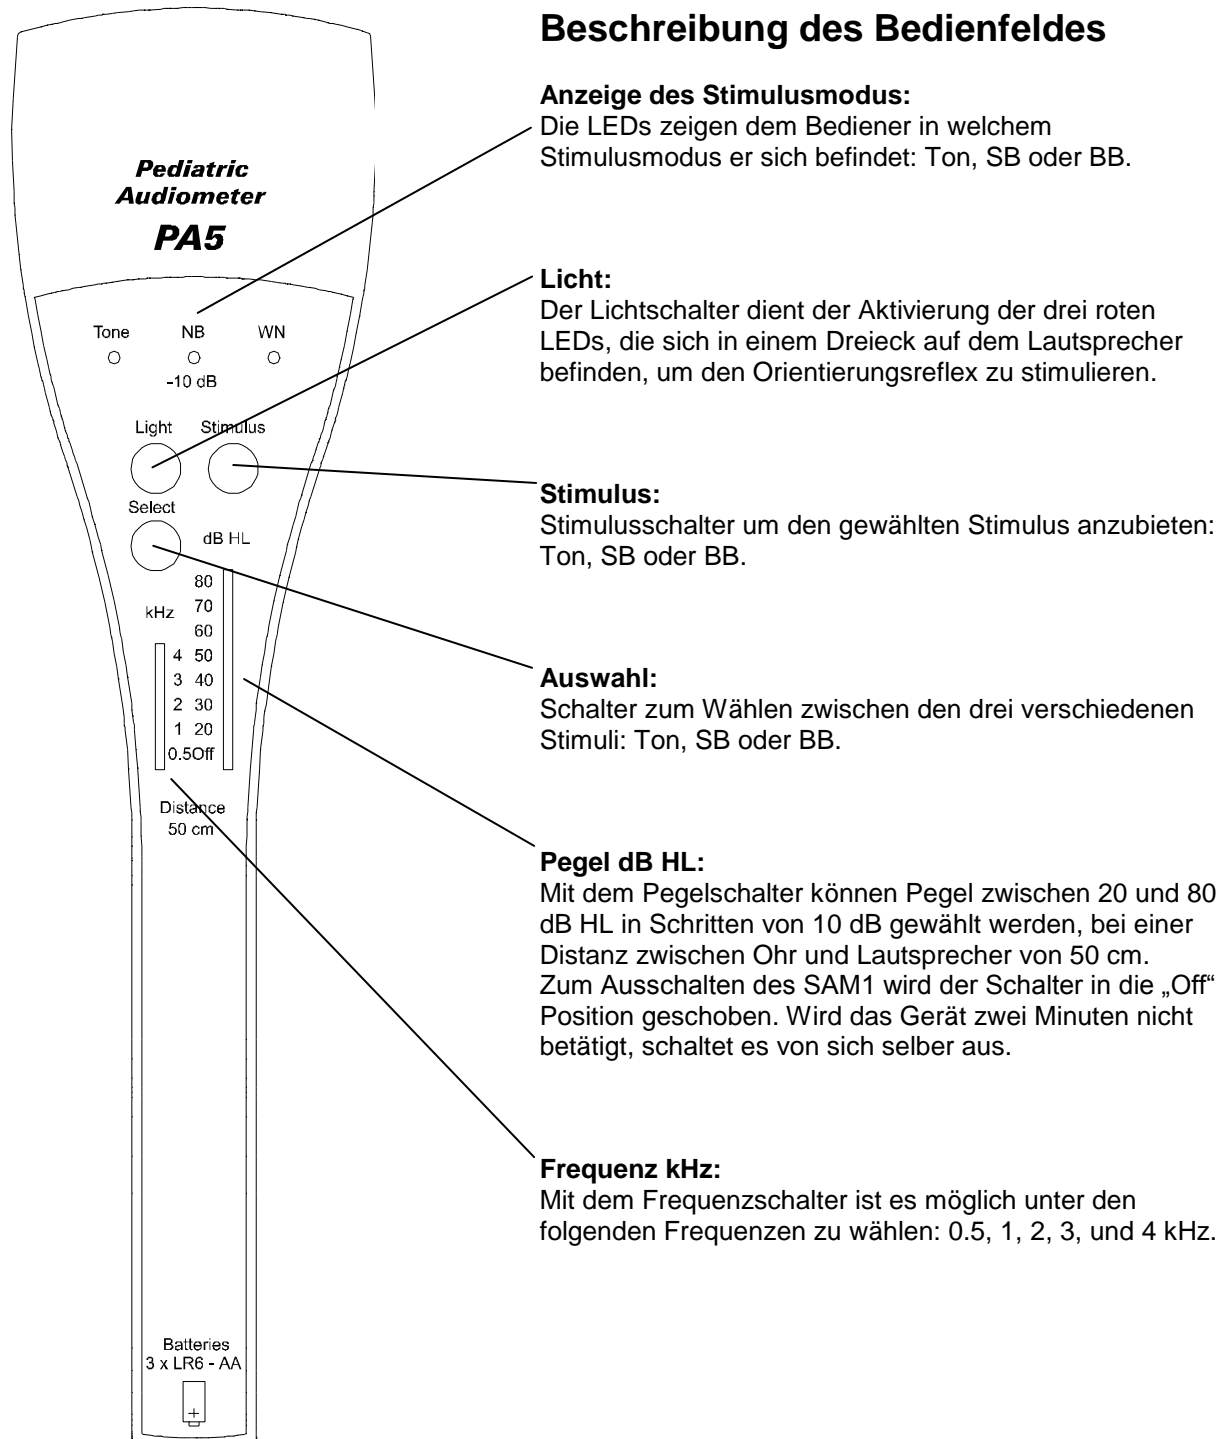 Beschreibung des Bedienfeldes
Anzeige des Stimulusmodus:
Die LEDs zeigen dem Bediener in welchem
Stimulusmodus er sich befindet: Ton, SB oder BB.
Licht:
Der Lichtschalter dient der Aktivierung der drei roten
LEDs, die sich in einem Dreieck auf dem Lautsprecher
befinden, um den Orientierungsreflex zu stimulieren.
Stimulus:
Stimulusschalter um den gewählten Stimulus anzubieten:
Ton, SB oder BB.
Auswahl:
Schalter zum Wählen zwischen den drei verschiedenen
Stimuli: Ton, SB oder BB.
Pegel dB HL:
Mit dem Pegelschalter können Pegel zwischen 20 und 80
dB HL in Schritten von 10 dB gewählt werden, bei einer
Distanz zwischen Ohr und Lautsprecher von 50 cm.
Zum Ausschalten des SAM1 wird der Schalter in die „Off“
Position geschoben. Wird das Gerät zwei Minuten nicht
betätigt, schaltet es von sich selber aus.
Frequenz kHz:
Mit dem Frequenzschalter ist es möglich unter den
folgenden Frequenzen zu wählen: 0.5, 1, 2, 3, und 4 kHz.
Pediatric
Audiometer
PA5
Tone NB WN
-10 dB
Light Stimulus
Select
dB HL
80
kHz 70
60
4 50
3 40
2 30
1 20
0.5Off
Distance
50 cm
Batteries
3 x LR6 - AA
+